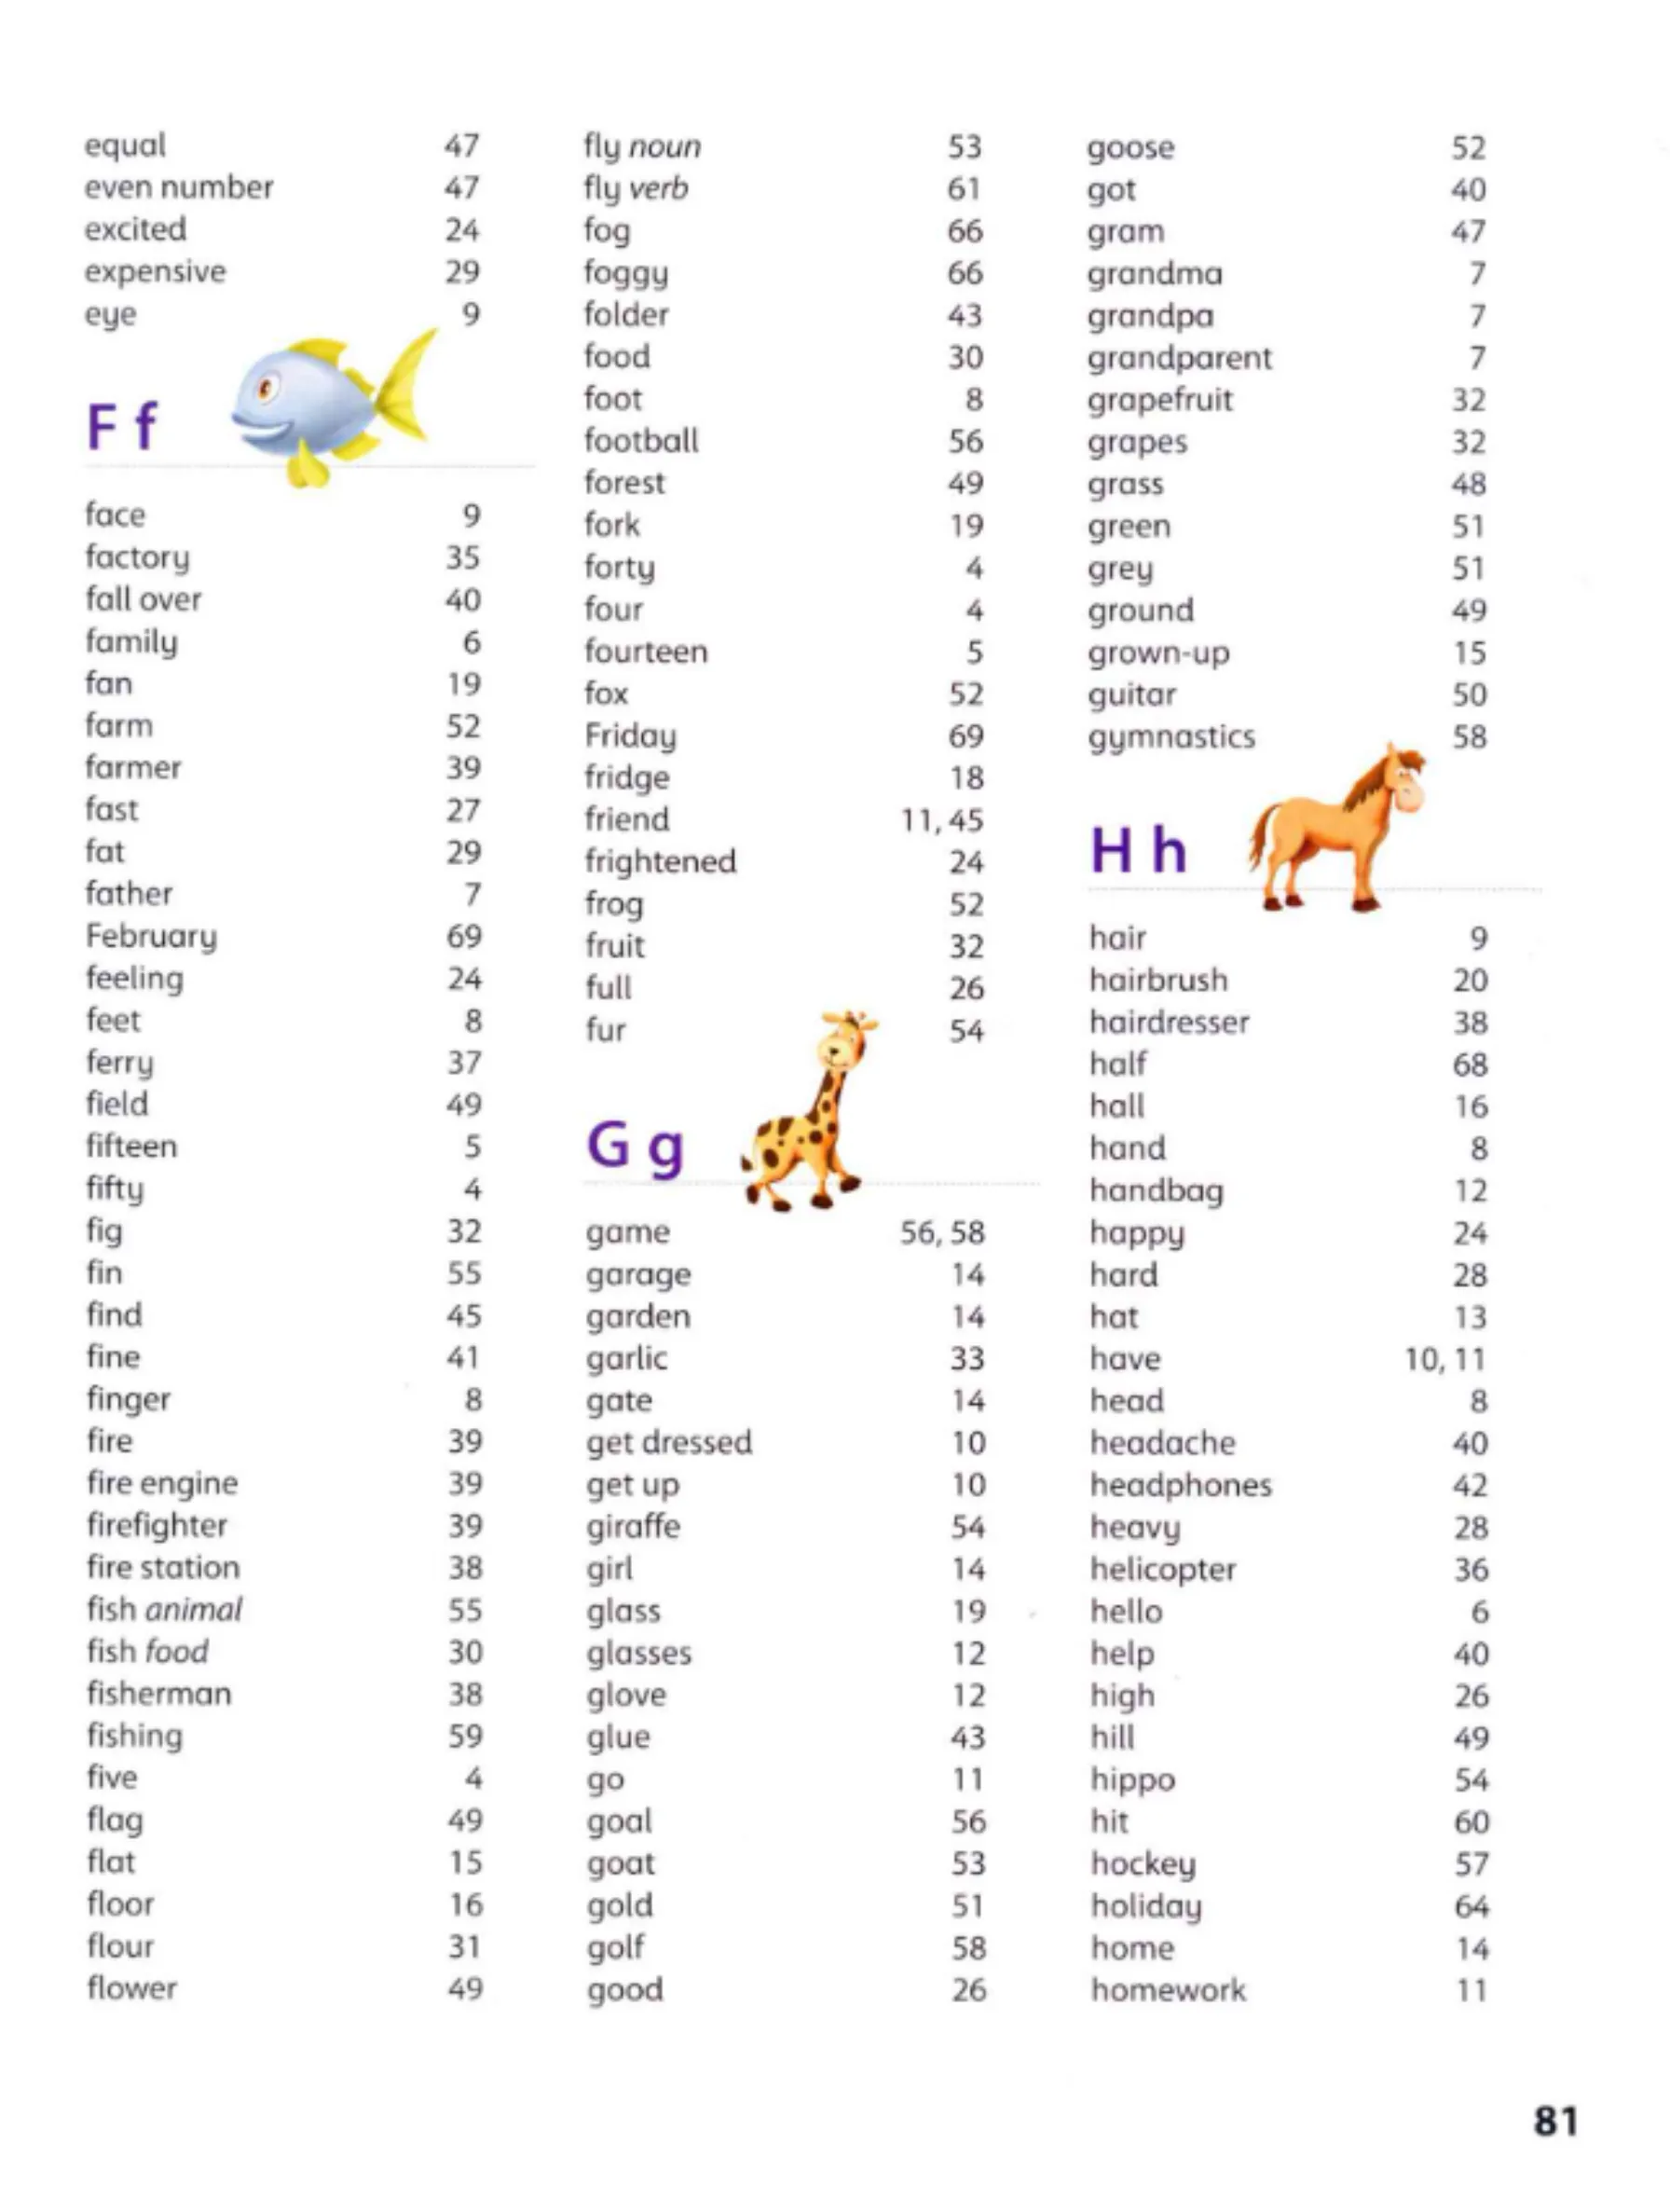 equal 47
even number 47
excited 24
expensive 29
eye 9
F f
face 9
factory 35
fall over 40
family 6
fan 19
farm 52
farmer 39
fast 27
fat 29
father 7
February 69
feeling 24
feet 8
ferry 37
field 49
fifteen 5
fifty 4
fig 32
fin 55
find 45
fine 41
finger 8
fire 39
fire engine 39
firefighter 39
fire station 38
fish animal 55
fish food 30
fisherman 38
fishing 59
five 4
flag 49
flat 15
floor 16
flour 31
flower 49
fly noun 53
fly verb 61
fog 66
foggy 66
folder 43
food 30
foot 8
football 56
forest 49
fork 19
forty 4
four 4
fourteen 5
fox 52
Friday 69
fridge 18
friend 11, 45
frightened 24
frog 52
fruit 32
full 26
fur 54
G g
game 56, 58
garage 14
garden 14
garlic 33
gate 14
get dressed 10
get up 10
giraffe 54
girl 14
glass 19
glasses 12
glove 12
glue 43
go 11
goal 56
goat 53
gold 51
golf 58
good 26
goose 52
got 40
gram 47
grandma 7
grandpa 7
grandparent 7
grapefruit 32
grapes 32
grass 48
green 51
grey 51
ground 49
grown-up 15
guitar 50
gymnastics 58
H h
hair 9
hairbrush 20
hairdresser 38
half 68
hall 16
hand 8
handbag 12
happy 24
hard 28
hat 13
have 10, 11
head 8
headache 40
headphones 42
heavy 28
helicopter 36
hello 6
help 40
high 26
hill 49
hippo 54
hit 60
hockey 57
holiday 64
home 14
homework 11
81